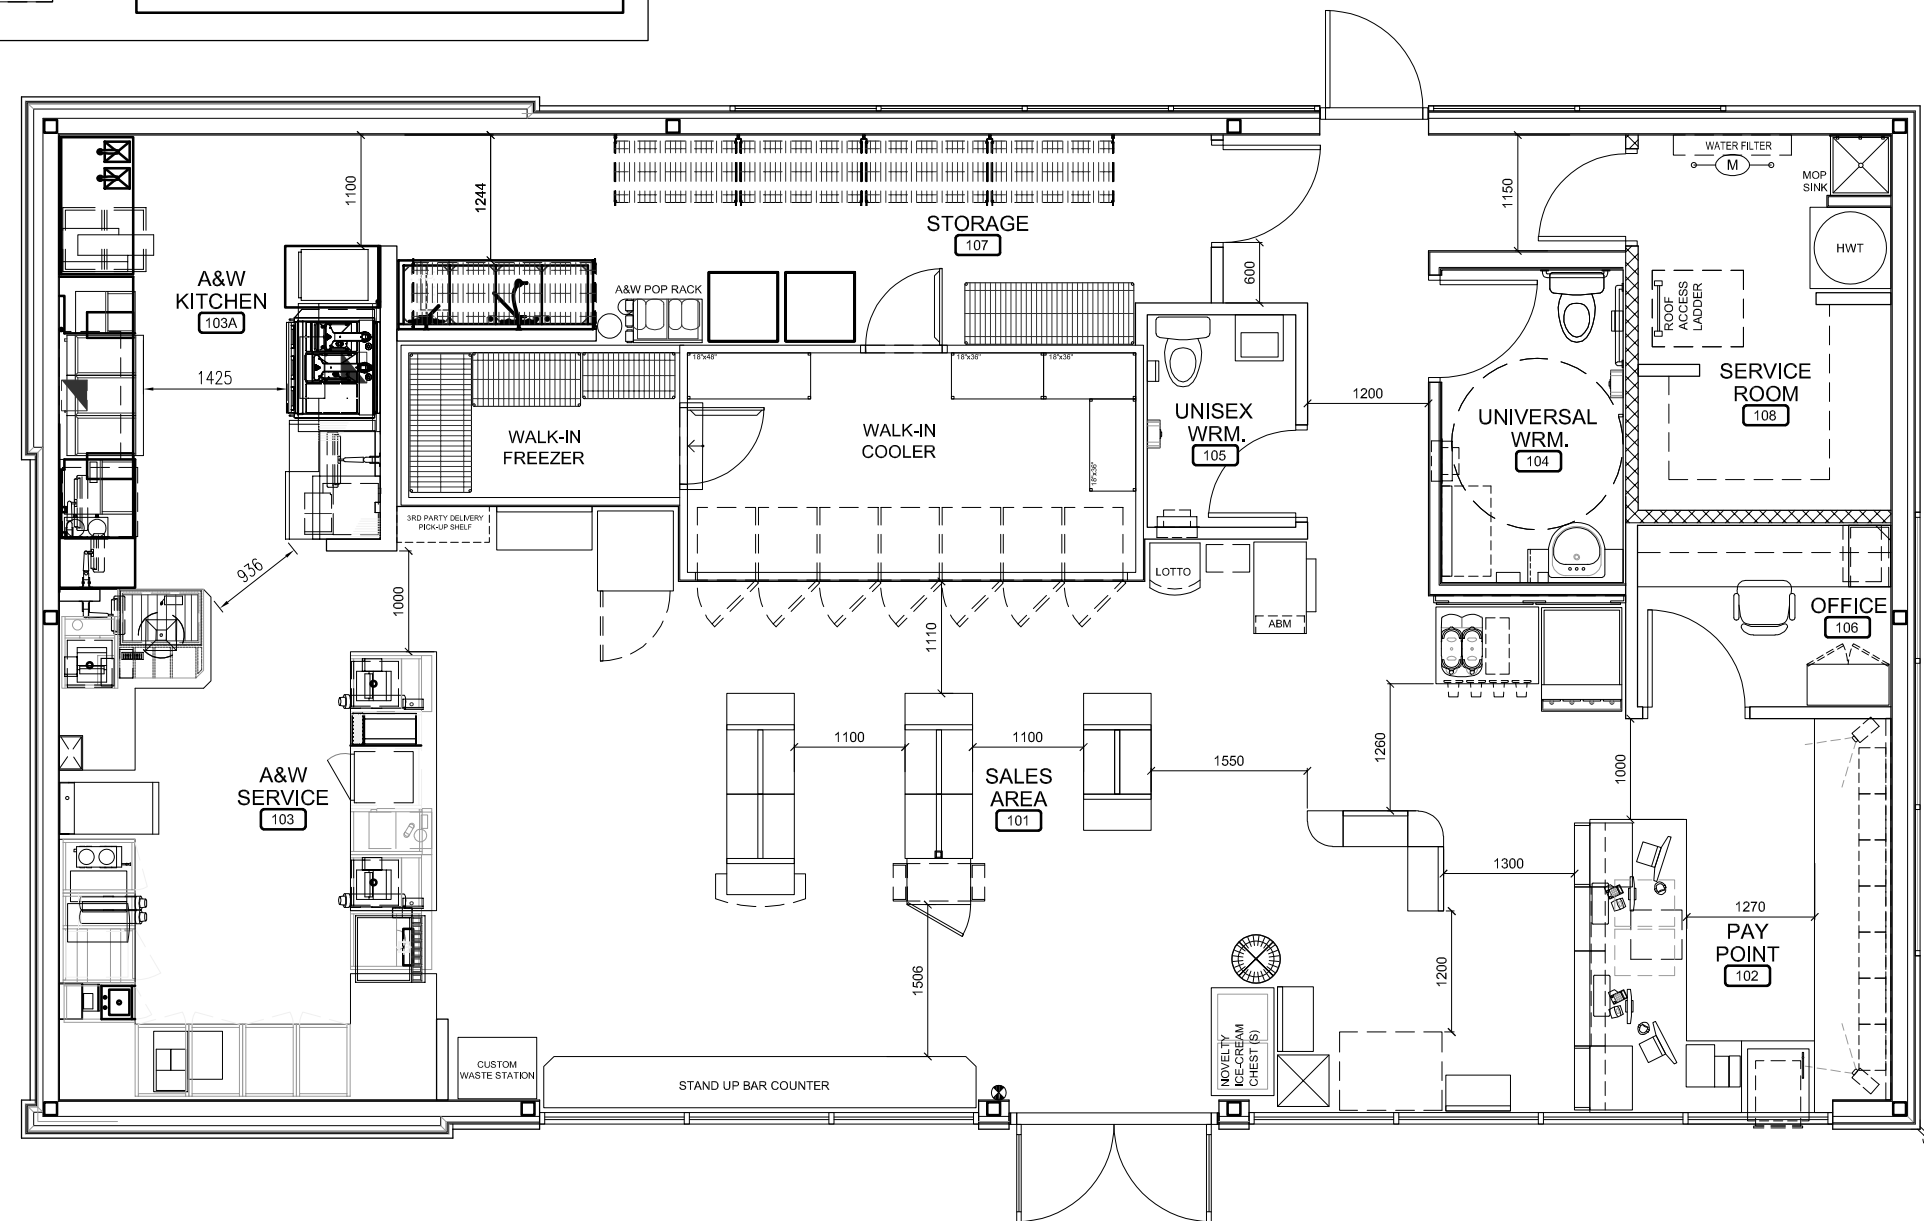 WATER FILTER
M
MOP
SINK
1100
1244
1150
STORAGE
107
HWT
A&W
KITCHEN
103A
A&W POP RACK
600
ROOF
ACCESS
LADDER
18"x48"
18"x36"
18"x36"
1425
SERVICE
ROOM
108
1200
UNISEX
WRM.
105
UNIVERSAL
WRM.
104
WALK-IN
FREEZER
WALK-IN
COOLER
18"x36"
3RD PARTY DELIVERY
PICK-UP SHELF
936
1000
LOTTO
ABM
OFFICE
106
1110
1100
1100
1550
1260
1000
A&W
SERVICE
103
SALES
AREA
101
1300
1270
PAY
POINT
102
1506
1200
NOVELTY
ICE-CREAM
CHEST (S)
CUSTOM
WASTE STATION
STAND UP BAR COUNTER